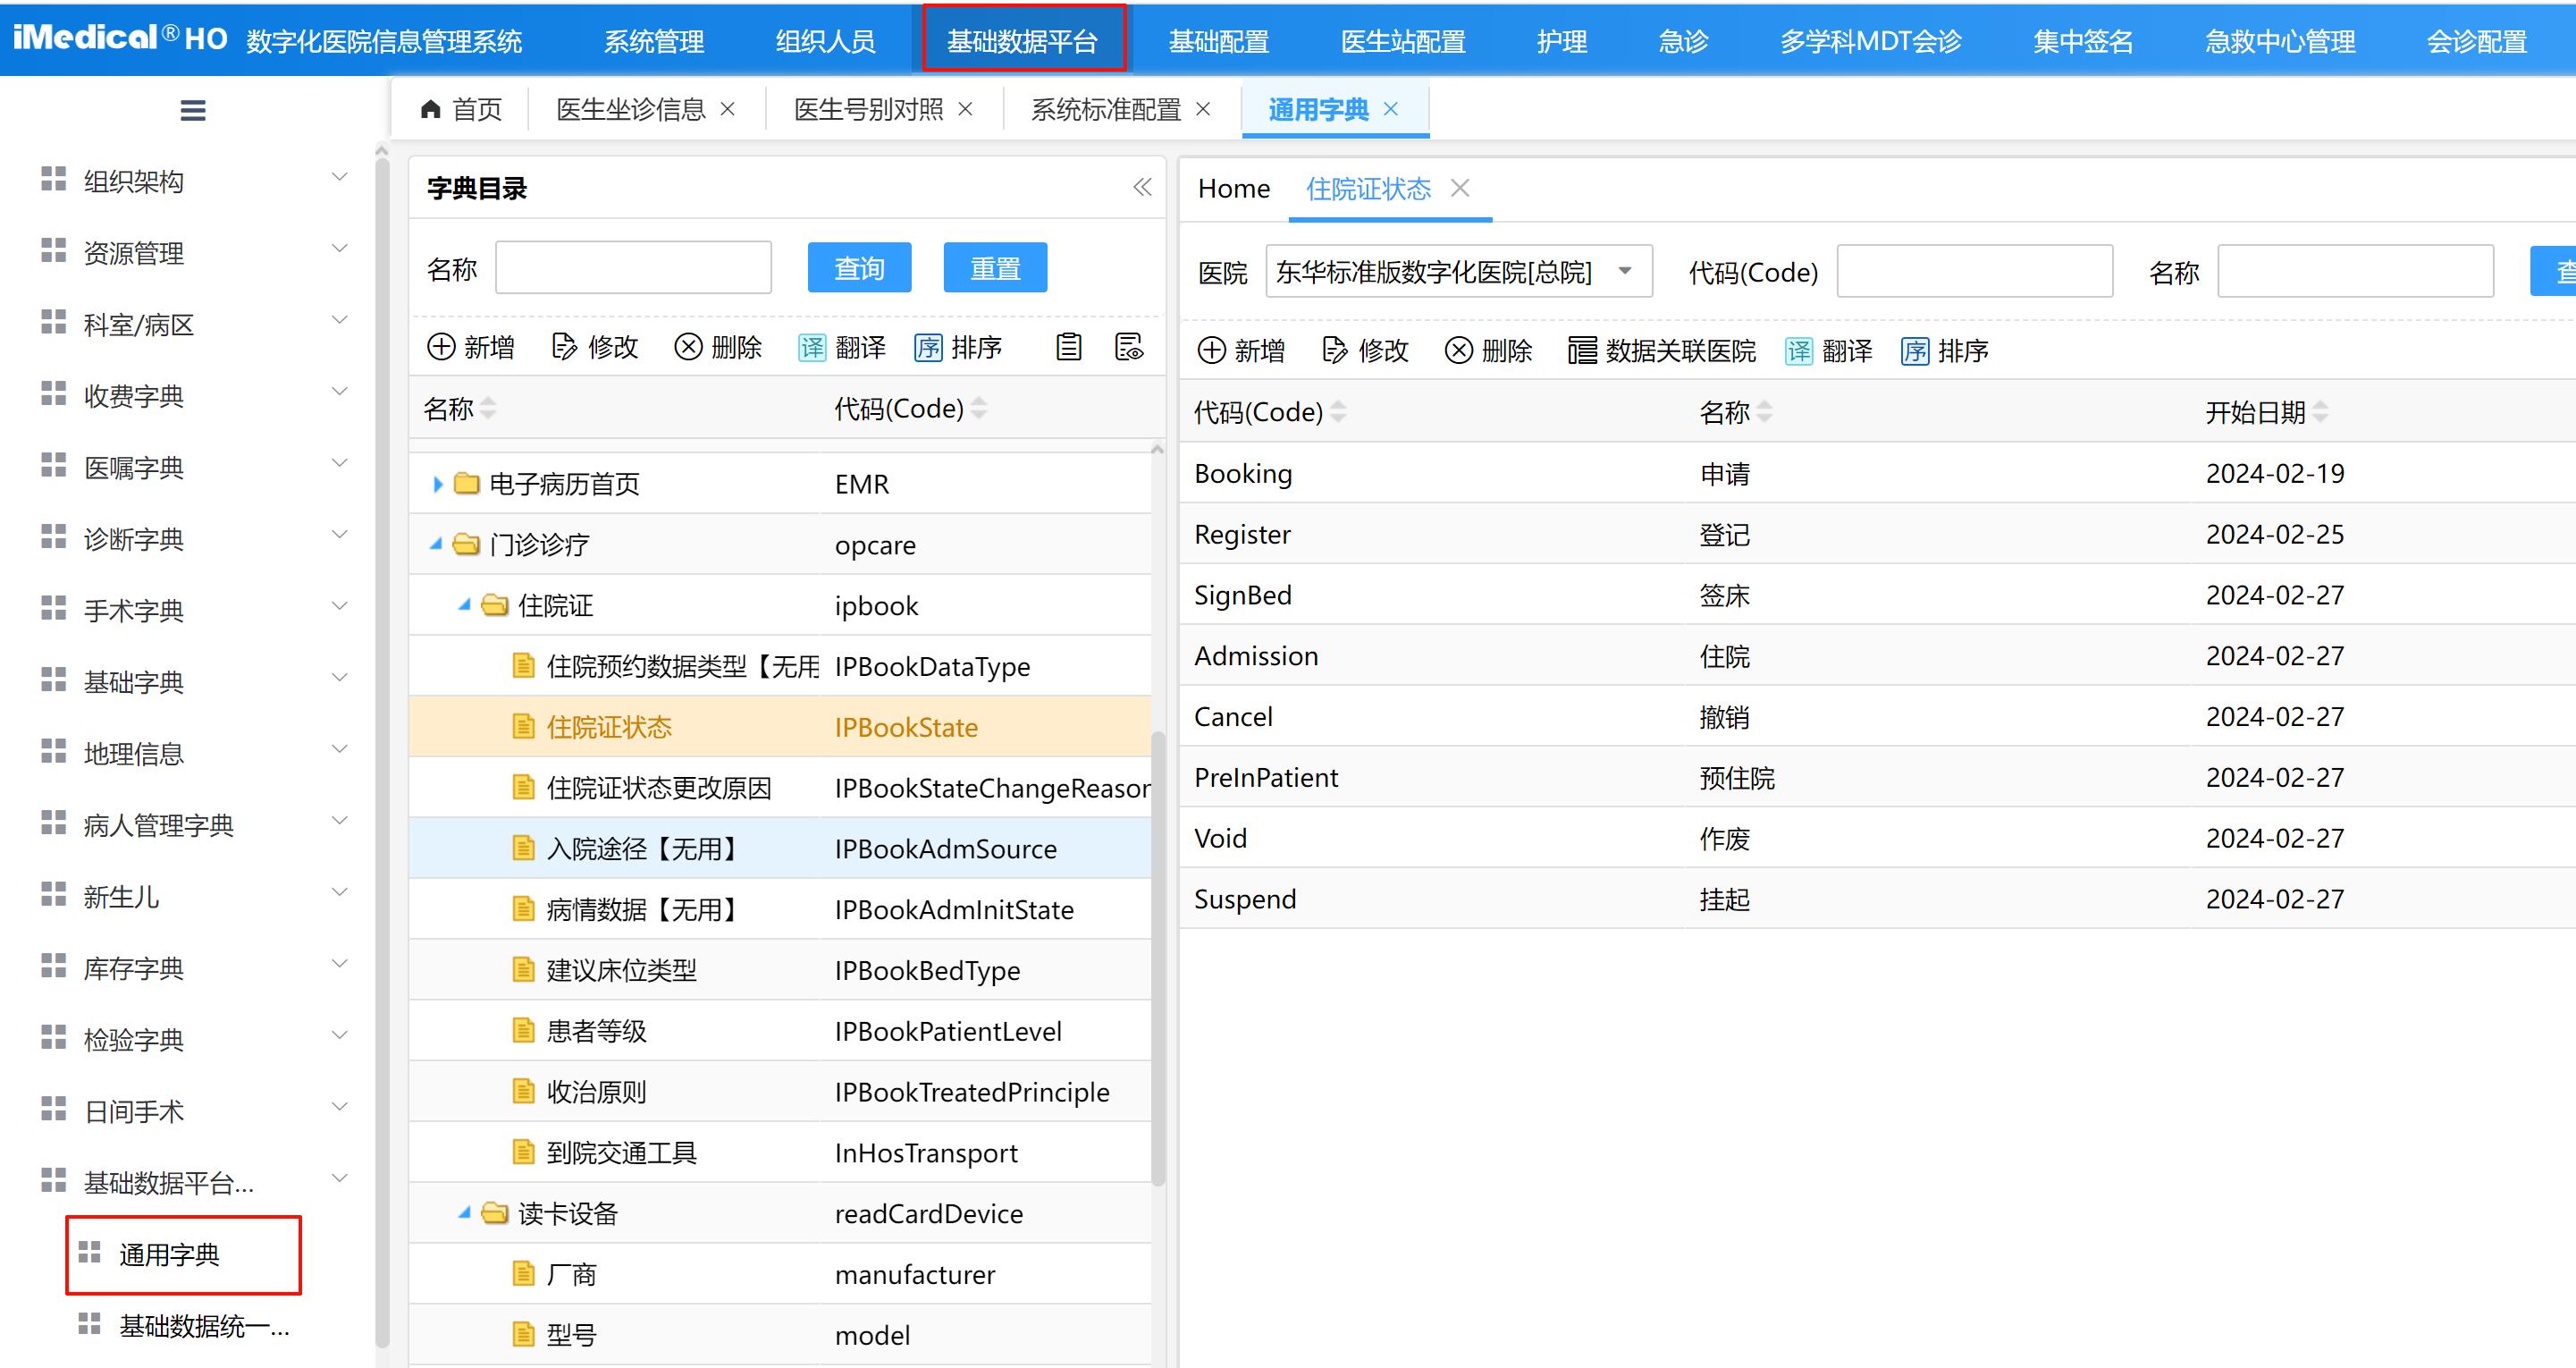 iMedical®HO 数字化医院信息管理系统 系统管理 组织人员 基础数据平台 基础配置 医生站配置 护理 急诊 多学科MDT会诊 集中签名 急救中心管理 会诊配置
首页 医生坐诊信息 × 医生号别对照 × 系统标准配置 × 通用字典 ×
组织架构
资源管理
科室/病区
收费字典
医嘱字典
诊断字典
手术字典
基础字典
地理信息
病人管理字典
新生儿
库存字典
检验字典
日间手术
基础数据平台...
通用字典
基础数据统一...
字典目录
名称 查询 重置
新增 修改 删除 译 翻译 序 排序
名称 代码(Code)
电子病历首页 EMR
门诊诊疗 opcare
住院证 ipbook
住院预约数据类型【无用 IPBookDataType
住院证状态 IPBookState
住院证状态更改原因 IPBookStateChangeReason
入院途径【无用】 IPBookAdmSource
病情数据【无用】 IPBookAdmInitState
建议床位类型 IPBookBedType
患者等级 IPBookPatientLevel
收治原则 IPBookTreatedPrinciple
到院交通工具 InHosTransport
读卡设备 readCardDevice
厂商 manufacturer
型号 model
Home 住院证状态 ×
医院 东华标准版数字化医院[总院] 代码(Code) 名称 查
新增 修改 删除 数据关联医院 译 翻译 序 排序
代码(Code) 名称 开始日期
Booking 申请 2024-02-19
Register 登记 2024-02-25
SignBed 签床 2024-02-27
Admission 住院 2024-02-27
Cancel 撤销 2024-02-27
PreInPatient 预住院 2024-02-27
Void 作废 2024-02-27
Suspend 挂起 2024-02-27